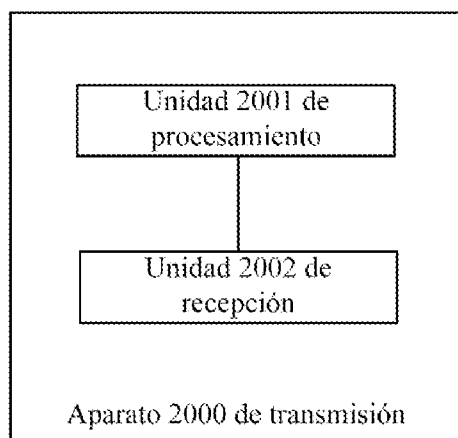 Unidad 2001 de
procesamiento
Unidad 2002 de
recepción
Aparato 2000 de transmisión